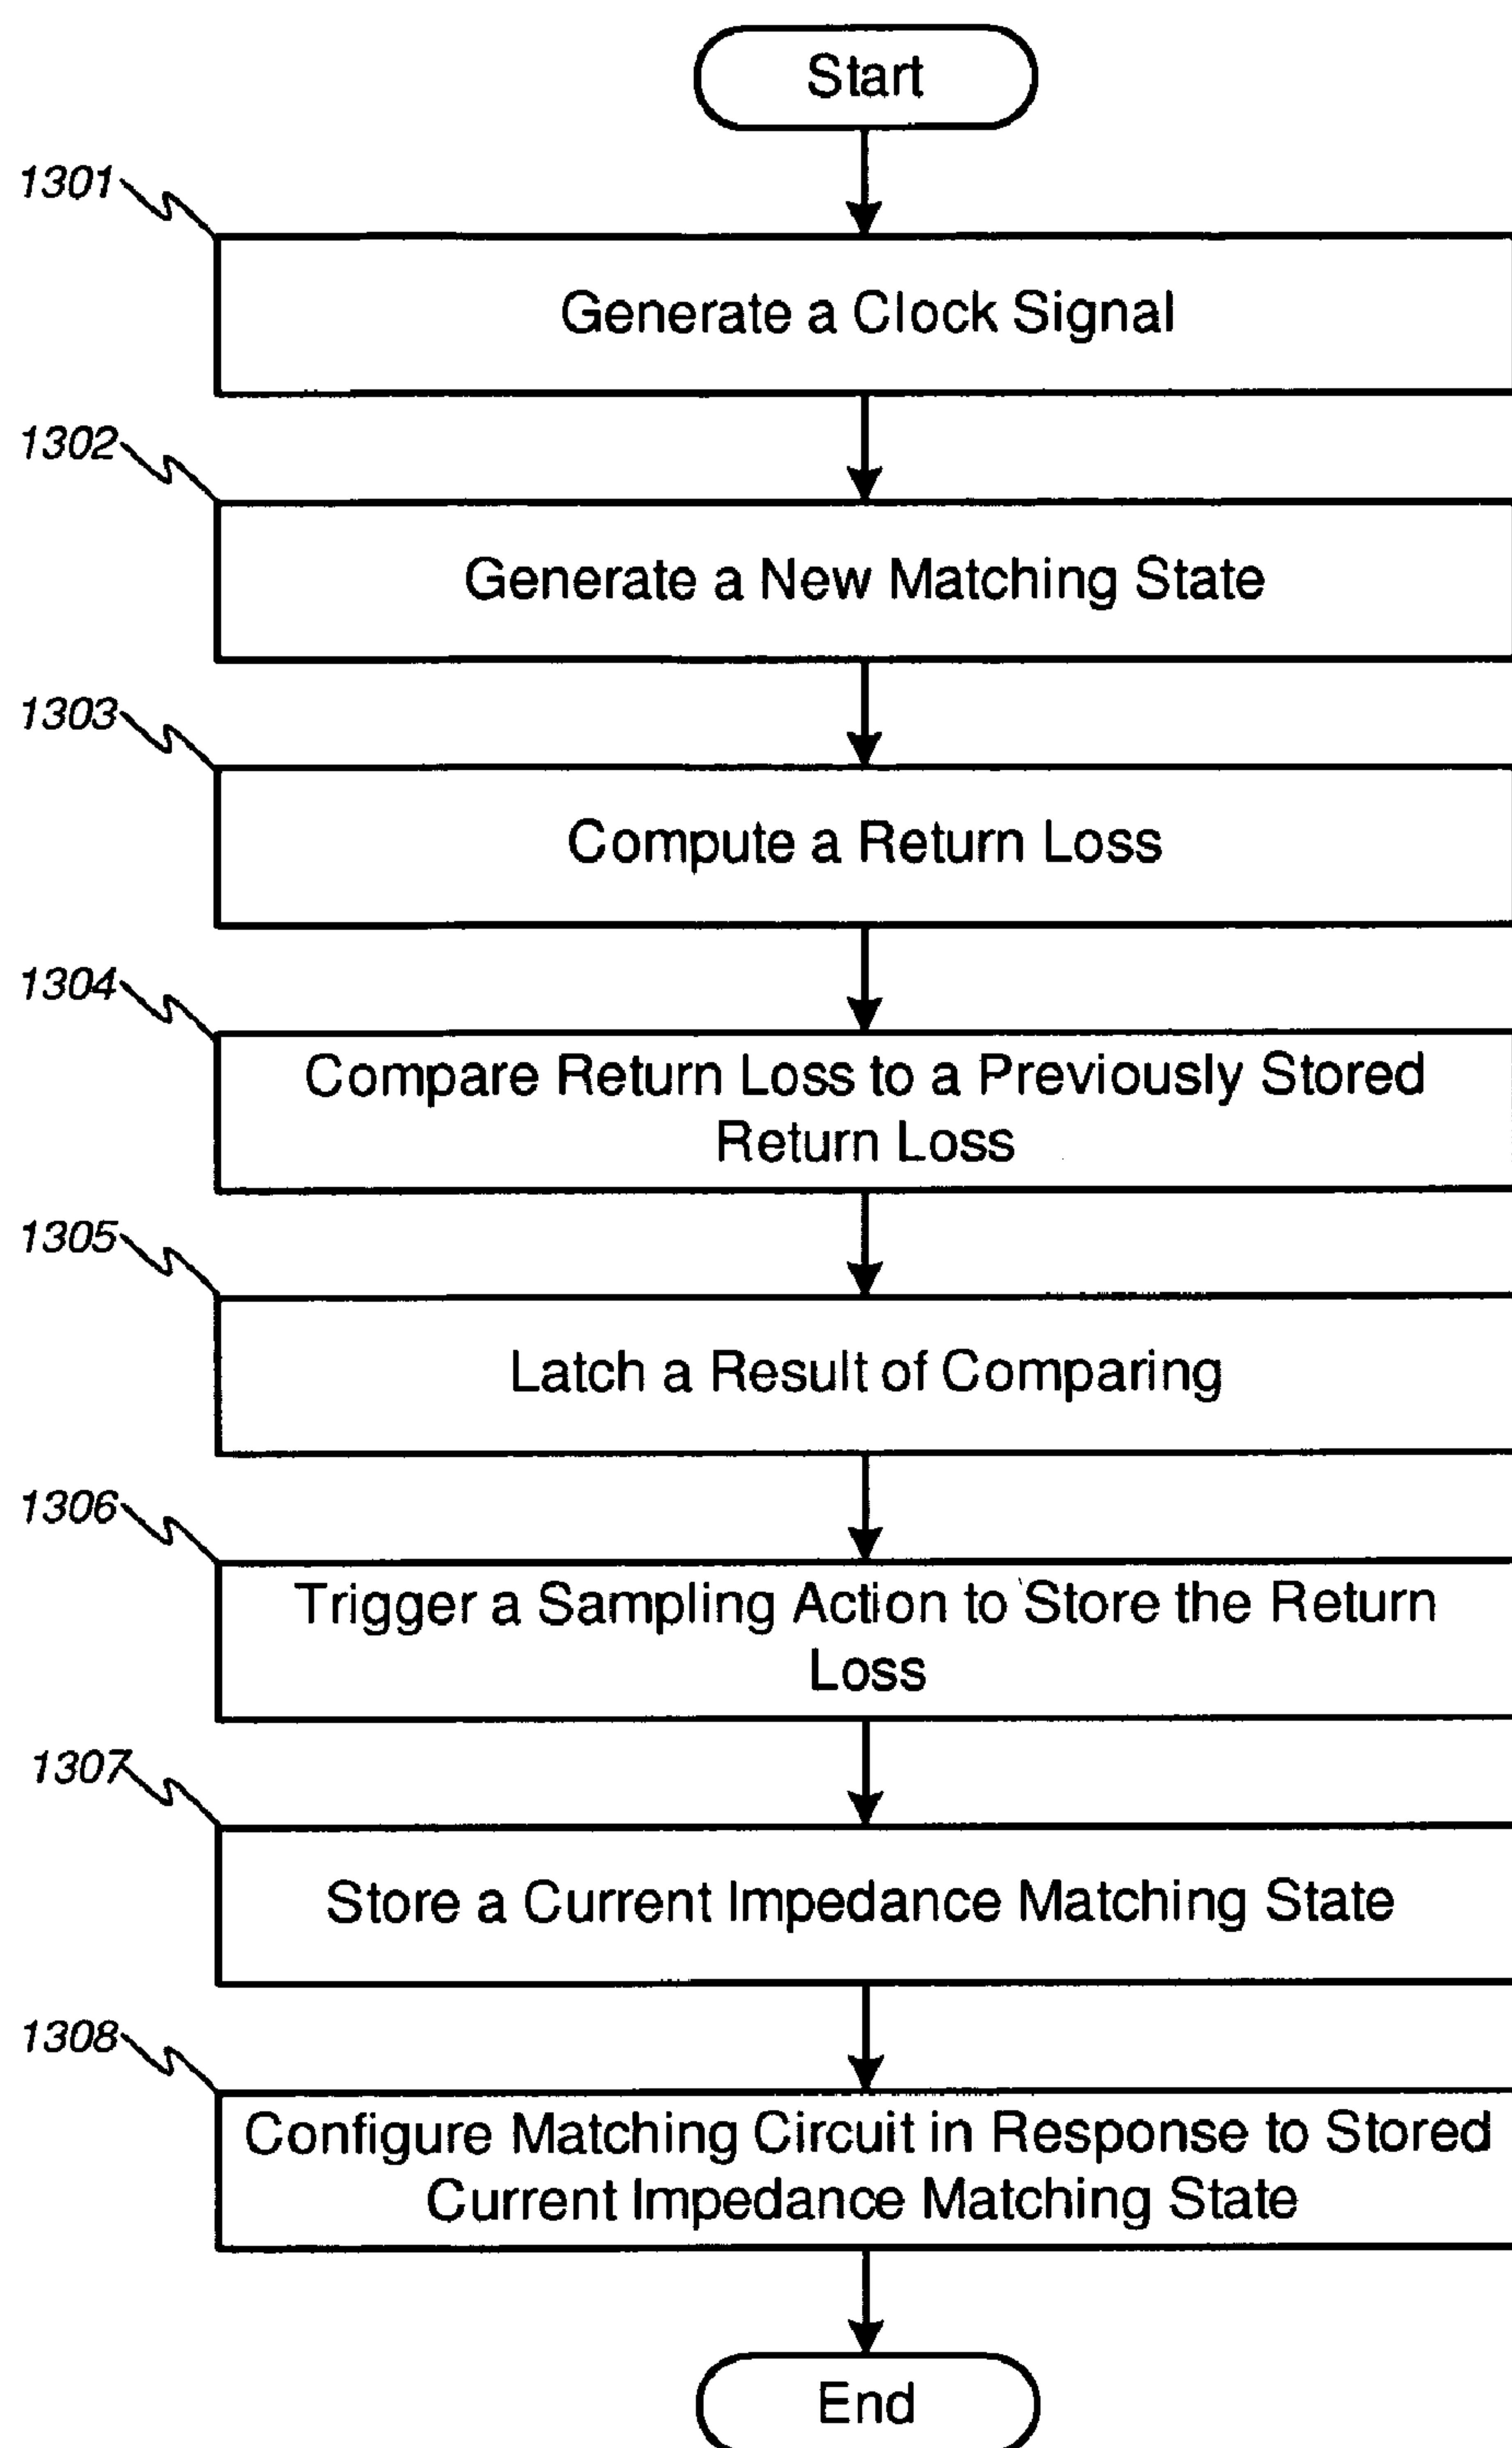 Start
1301
Generate a Clock Signal
1302
Generate a New Matching State
1303
Compute a Return Loss
1304
Compare Return Loss to a Previously Stored
Return Loss
1305
Latch a Result of Comparing
1306
Trigger a Sampling Action to Store the Return
Loss
1307
Store a Current Impedance Matching State
1308
Configure Matching Circuit in Response to Stored
Current Impedance Matching State
End